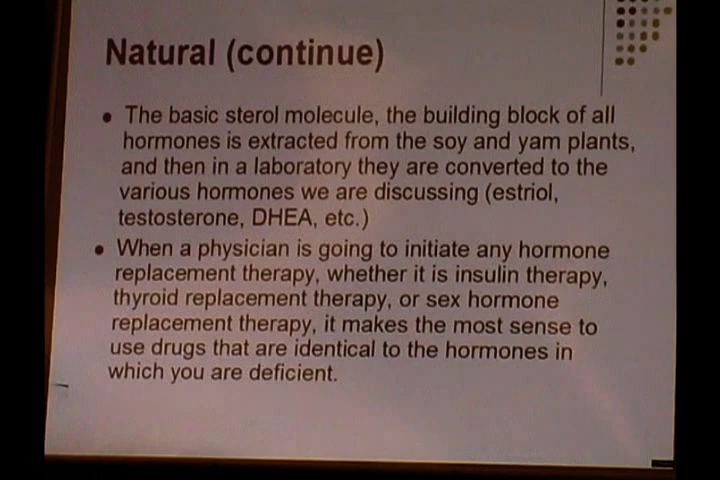 Natural (continue)
The basic sterol molecule, the building block of all
hormones is extracted from the soy and yam plants,
and then in a laboratory they are converted to the
various hormones we are discussing (estriol,
testosterone, DHEA, etc.)
When a physician is going to initiate any hormone
replacement therapy, whether it is insulin therapy,
thyroid replacement therapy, or sex hormone
replacement therapy, it makes the most sense to
use drugs that are identical to the hormones in
which you are deficient.